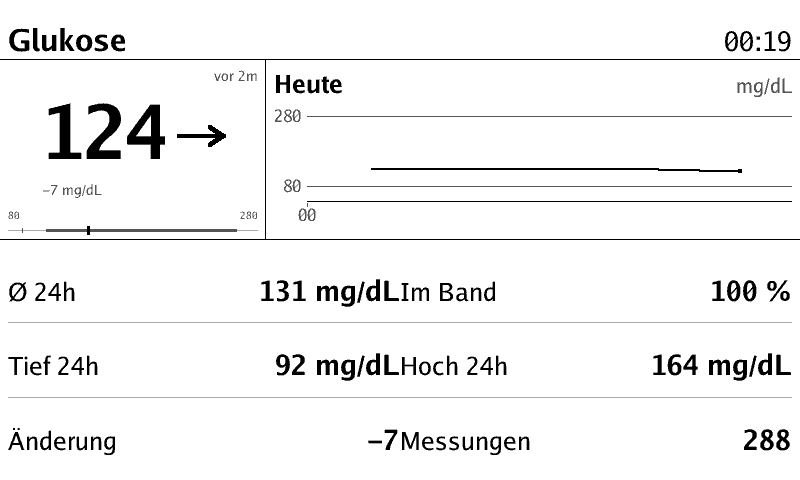 Glukose 00:19
vor 2m
124 →
−7 mg/dL
80 280
Heute mg/dL
280
80
00
Ø 24h 131 mg/dL Im Band 100 %
Tief 24h 92 mg/dL Hoch 24h 164 mg/dL
Änderung −7 Messungen 288